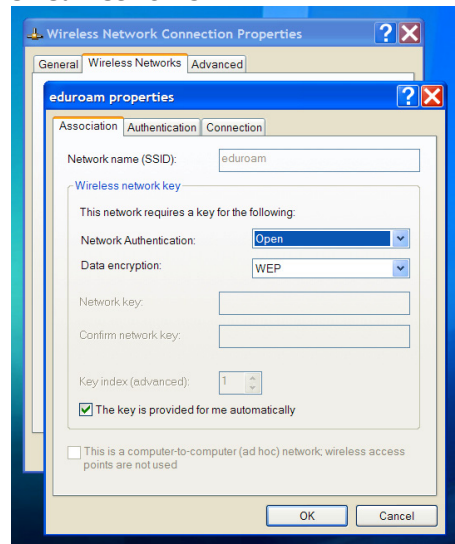 Wireless Network Connection Properties
General Wireless Networks Advanced
eduroam properties
Association Authentication Connection
Network name (SSID): eduroam
Wireless network key
This network requires a key for the following:
Network Authentication: Open
Data encryption: WEP
Network key:
Confirm network key:
Key index (advanced): 1
The key is provided for me automatically
This is a computer-to-computer (ad hoc) network; wireless access
points are not used
OK Cancel